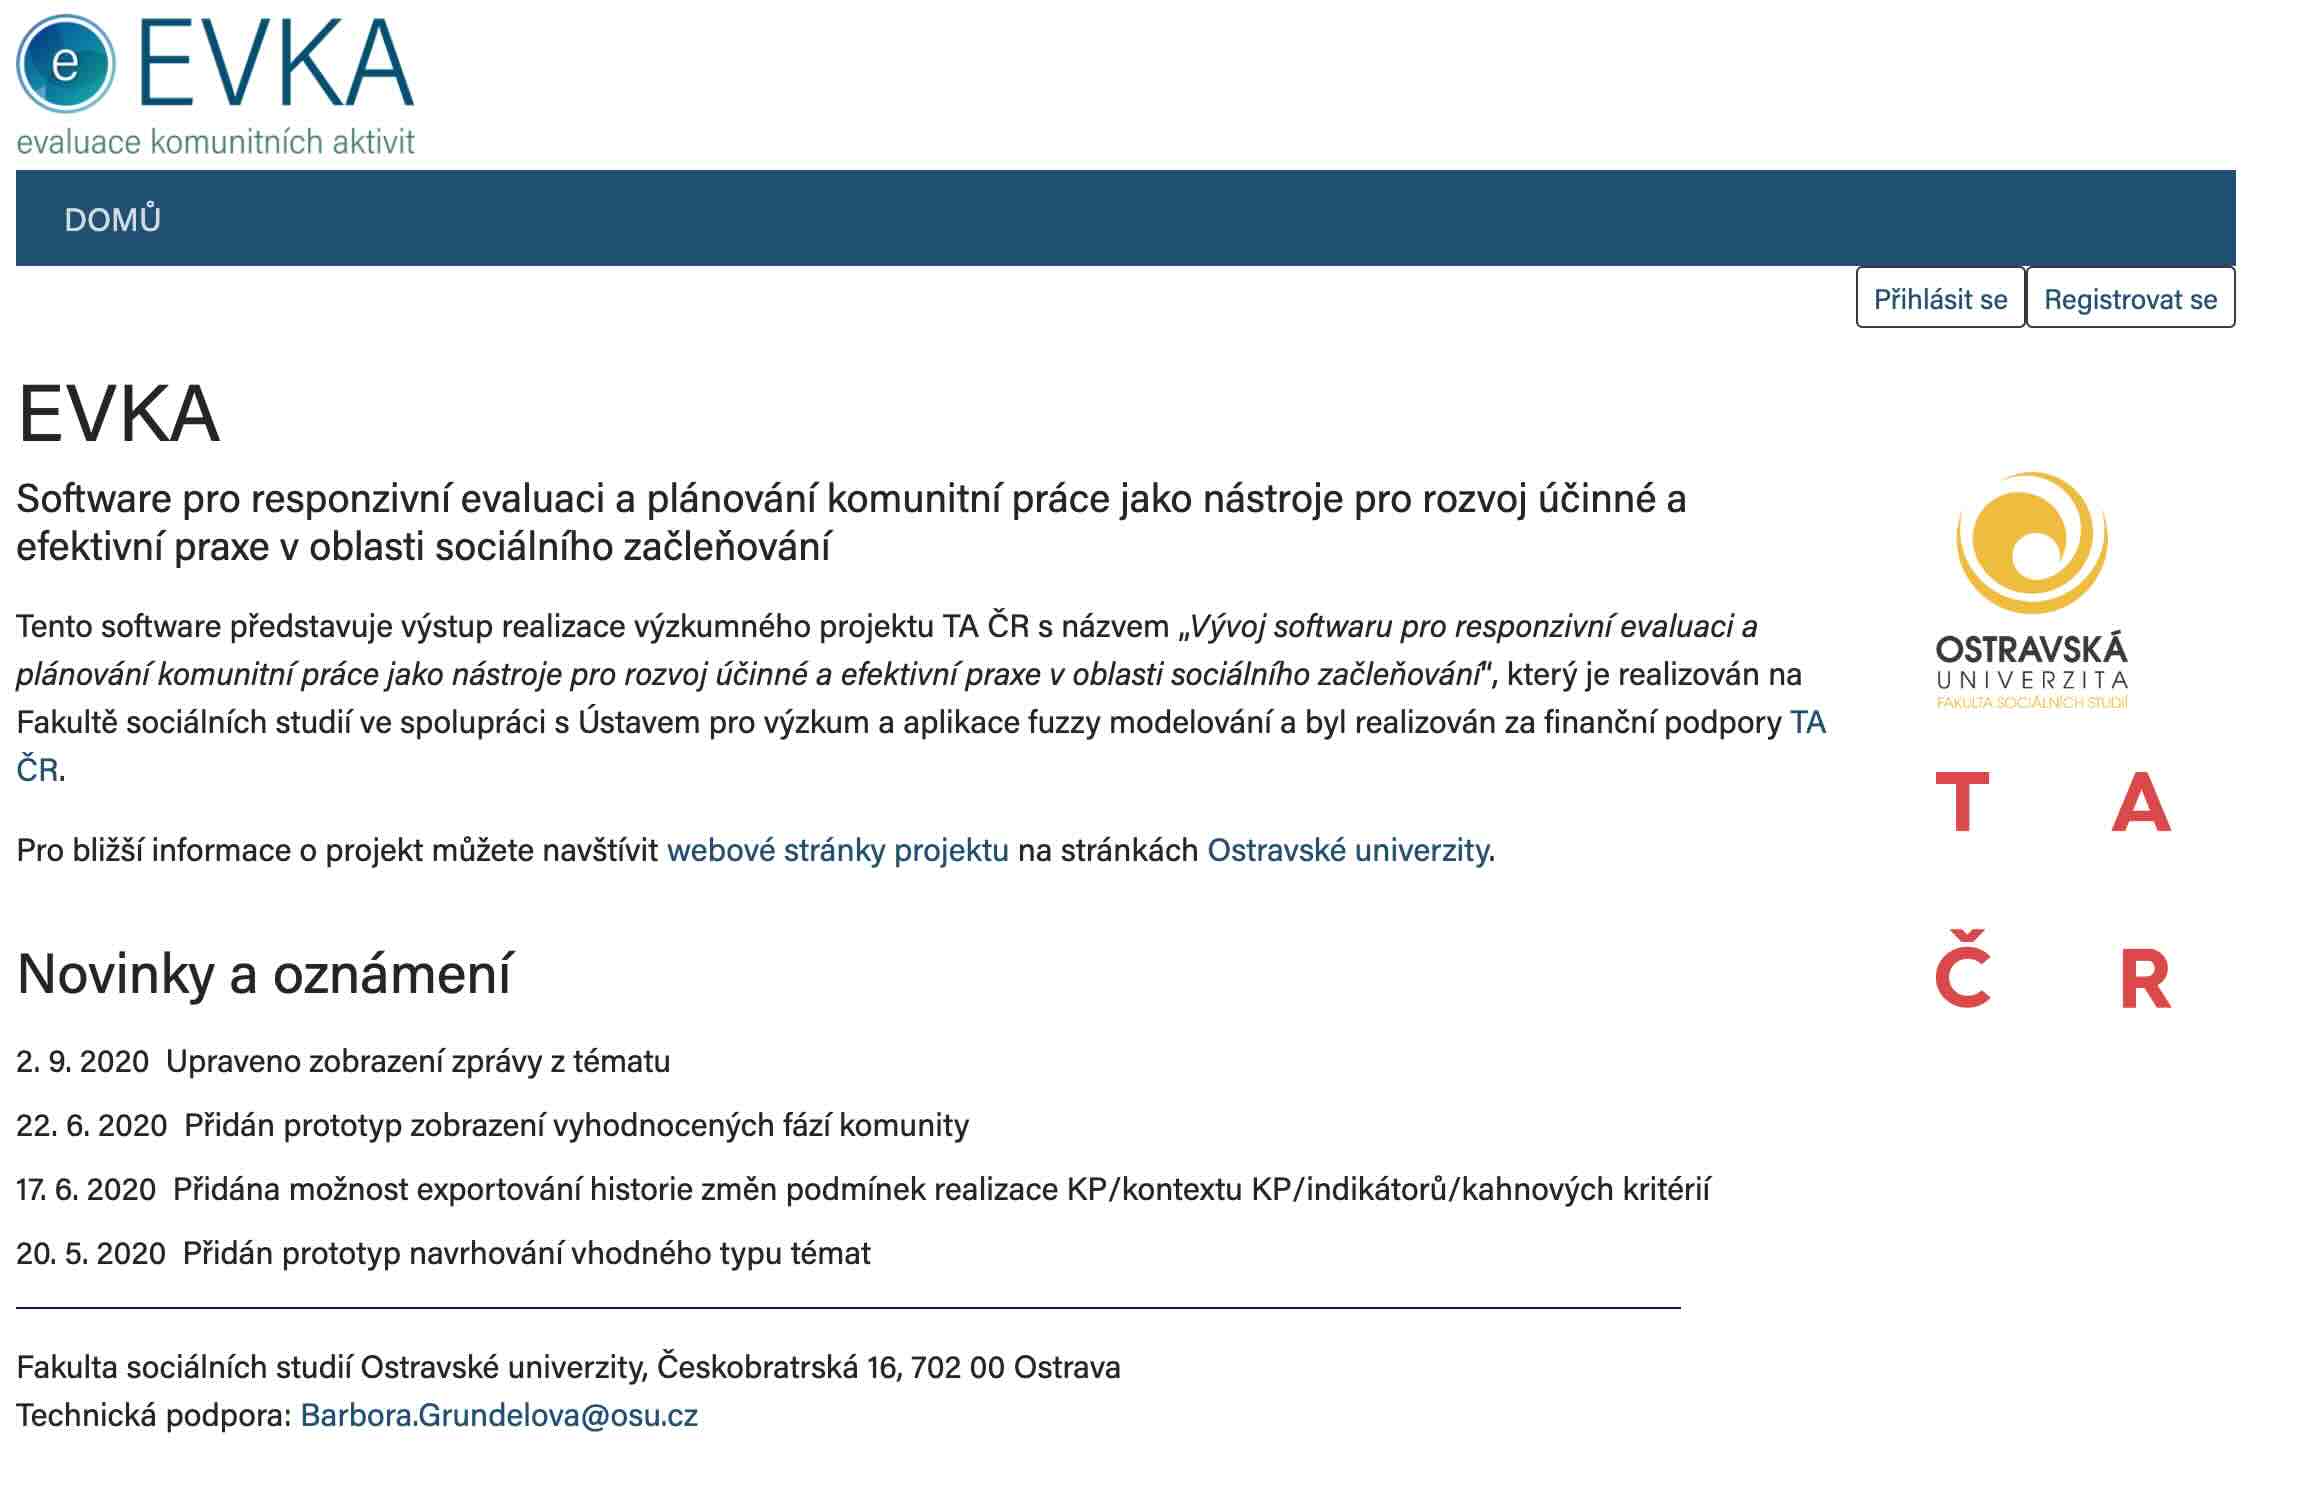 e EVKA
evaluace komunitních aktivit
DOMŮ
Přihlásit se Registrovat se
EVKA
Software pro responzivní evaluaci a plánování komunitní práce jako nástroje pro rozvoj účinné a
efektivní praxe v oblasti sociálního začleňování
Tento software představuje výstup realizace výzkumného projektu TA ČR s názvem „Vývoj softwaru pro responzivní evaluaci a
plánování komunitní práce jako nástroje pro rozvoj účinné a efektivní praxe v oblasti sociálního začleňování“, který je realizován na
Fakultě sociálních studií ve spolupráci s Ústavem pro výzkum a aplikace fuzzy modelování a byl realizován za finanční podpory TA
ČR.
Pro bližší informace o projekt můžete navštívit webové stránky projektu na stránkách Ostravské univerzity.
Novinky a oznámení
2. 9. 2020 Upraveno zobrazení zprávy z tématu
22. 6. 2020 Přidán prototyp zobrazení vyhodnocených fází komunity
17. 6. 2020 Přidána možnost exportování historie změn podmínek realizace KP/kontextu KP/indikátorů/kahnových kritérií
20. 5. 2020 Přidán prototyp navrhování vhodného typu témat
Fakulta sociálních studií Ostravské univerzity, Českobratrská 16, 702 00 Ostrava
Technická podpora: Barbora.Grundelova@osu.cz
OSTRAVSKÁ
UNIVERZITA
FAKULTA SOCIÁLNÍCH STUDIÍ
T A
Č R